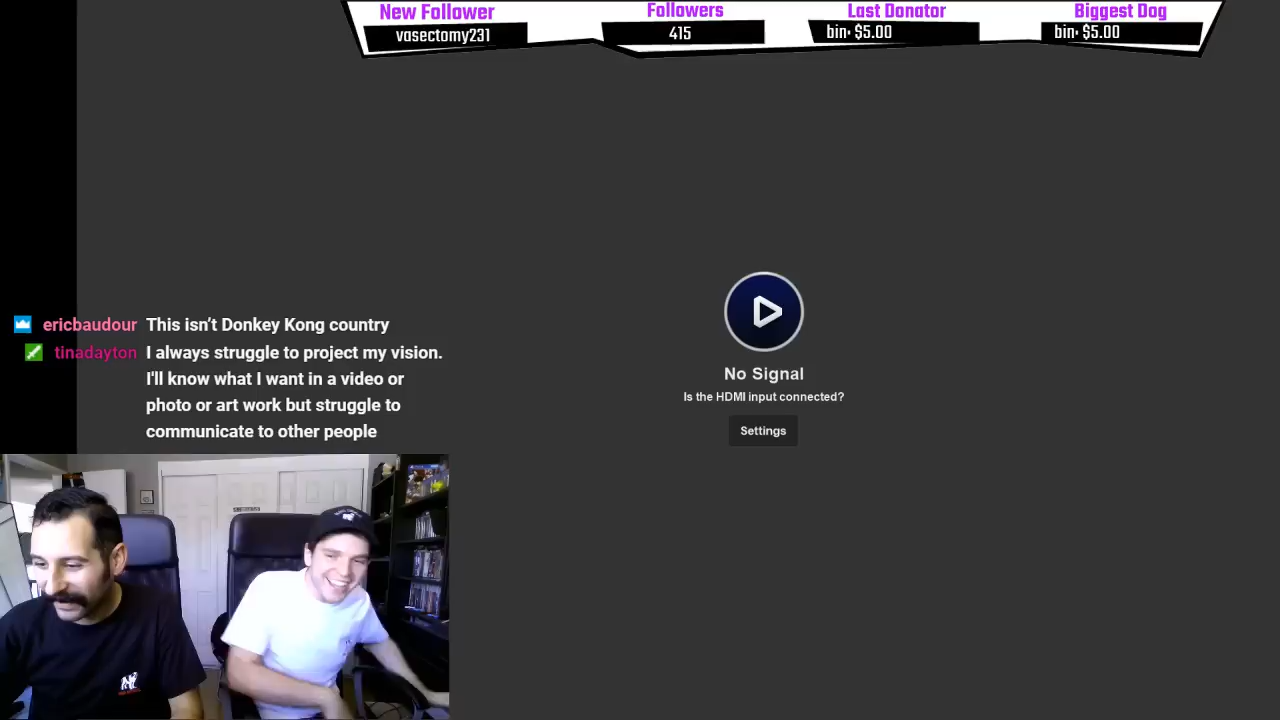 New Follower
Followers
Last Donator
Biggest Dog
vasectomy231
415
bin: $5.00
bin: $5.00
ericbaudour This isn’t Donkey Kong country
tinadayton I always struggle to project my vision.
I'll know what I want in a video or
photo or art work but struggle to
communicate to other people
No Signal
Is the HDMI input connected?
Settings